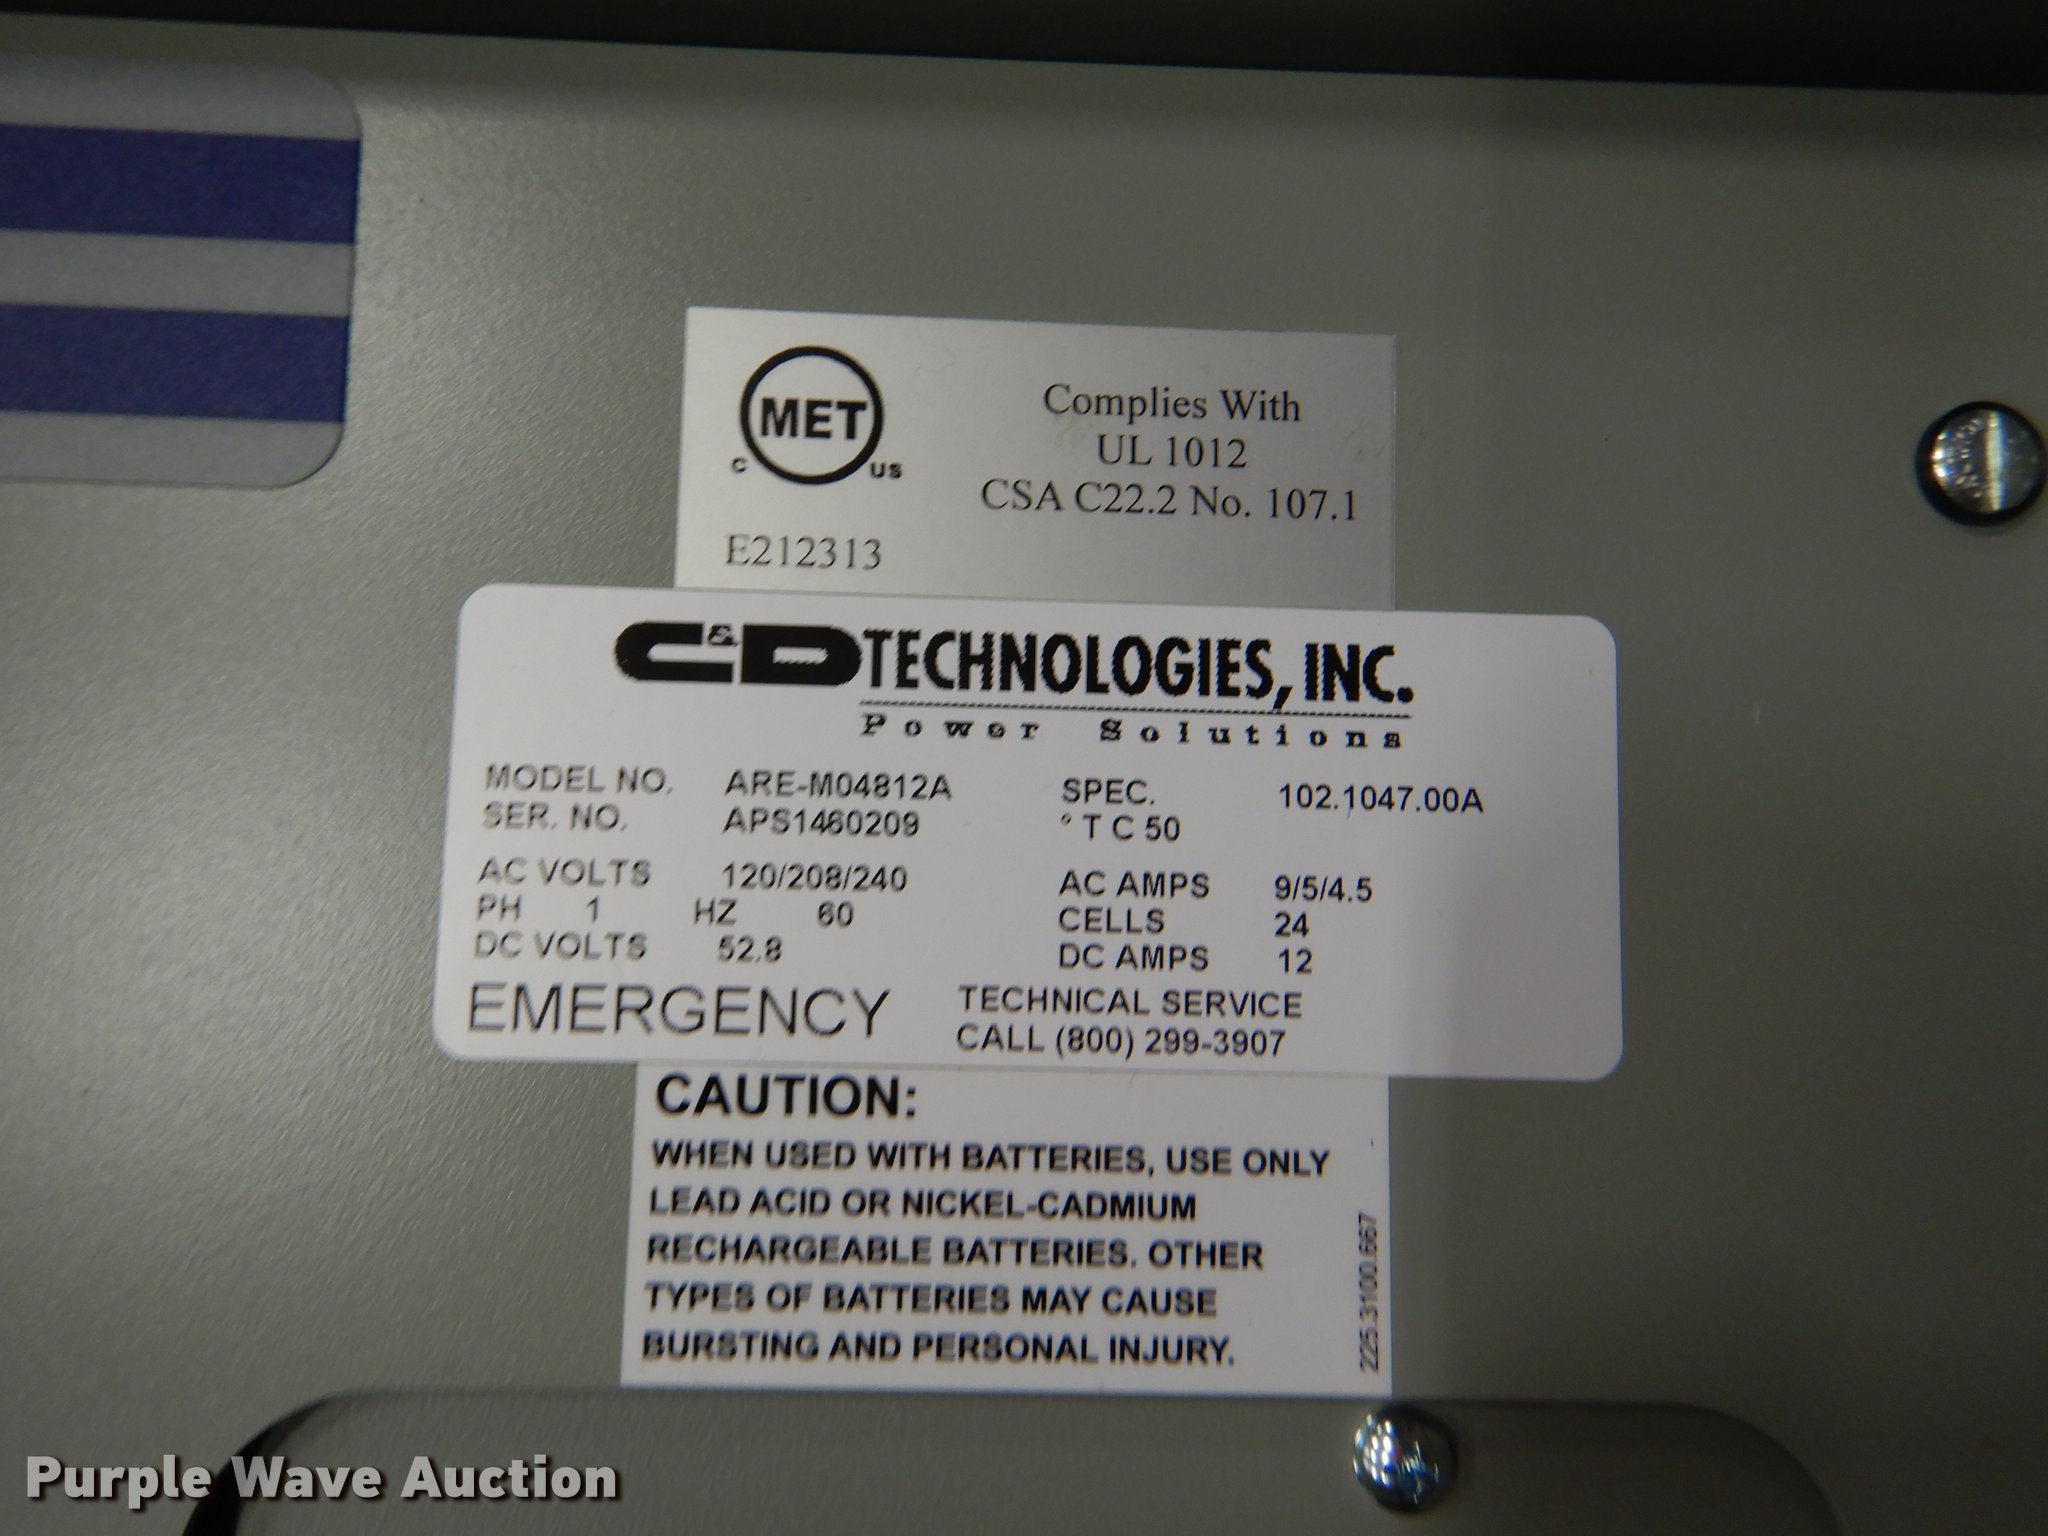 MET
C US
Complies With
UL 1012
CSA C22.2 No. 107.1
E212313
C&D TECHNOLOGIES, INC.
Power Solutions
MODEL NO. ARE-M04812A SPEC. 102.1047.00A
SER. NO. APS1460209 ° T C 50
AC VOLTS 120/208/240 AC AMPS 9/5/4.5
PH 1 HZ 60 CELLS 24
DC VOLTS 52.8 DC AMPS 12
EMERGENCY TECHNICAL SERVICE
CALL (800) 299-3907
CAUTION:
WHEN USED WITH BATTERIES, USE ONLY
LEAD ACID OR NICKEL-CADMIUM
RECHARGEABLE BATTERIES. OTHER
TYPES OF BATTERIES MAY CAUSE
BURSTING AND PERSONAL INJURY.
225.3100.667
Purple Wave Auction